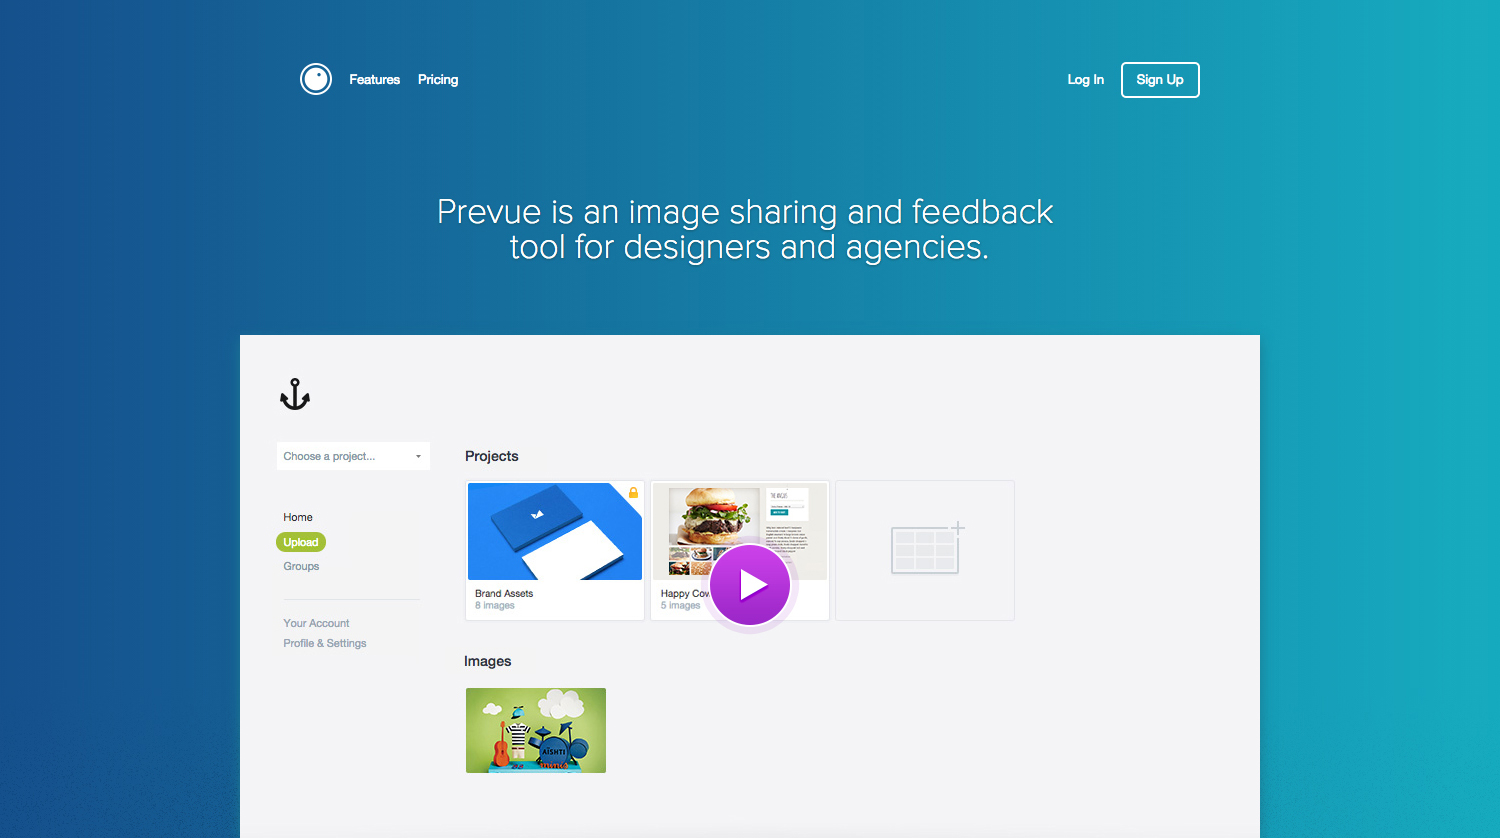 Features
Pricing
Log In
Sign Up
Prevue is an image sharing and feedback
tool for designers and agencies.
Choose a project...
Projects
Home
Upload
Groups
Brand Assets
8 images
Happy Cow
5 images
Your Account
Profile & Settings
Images
AÏSHTI